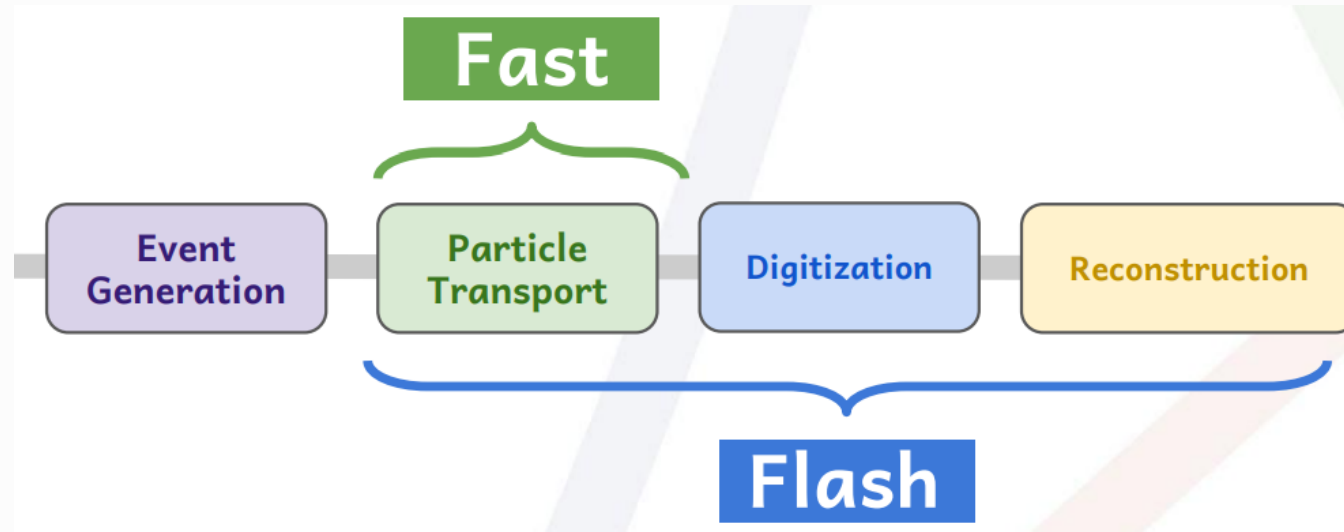 Fast
Event
Generation
Particle
Transport
Digitization
Reconstruction
Flash